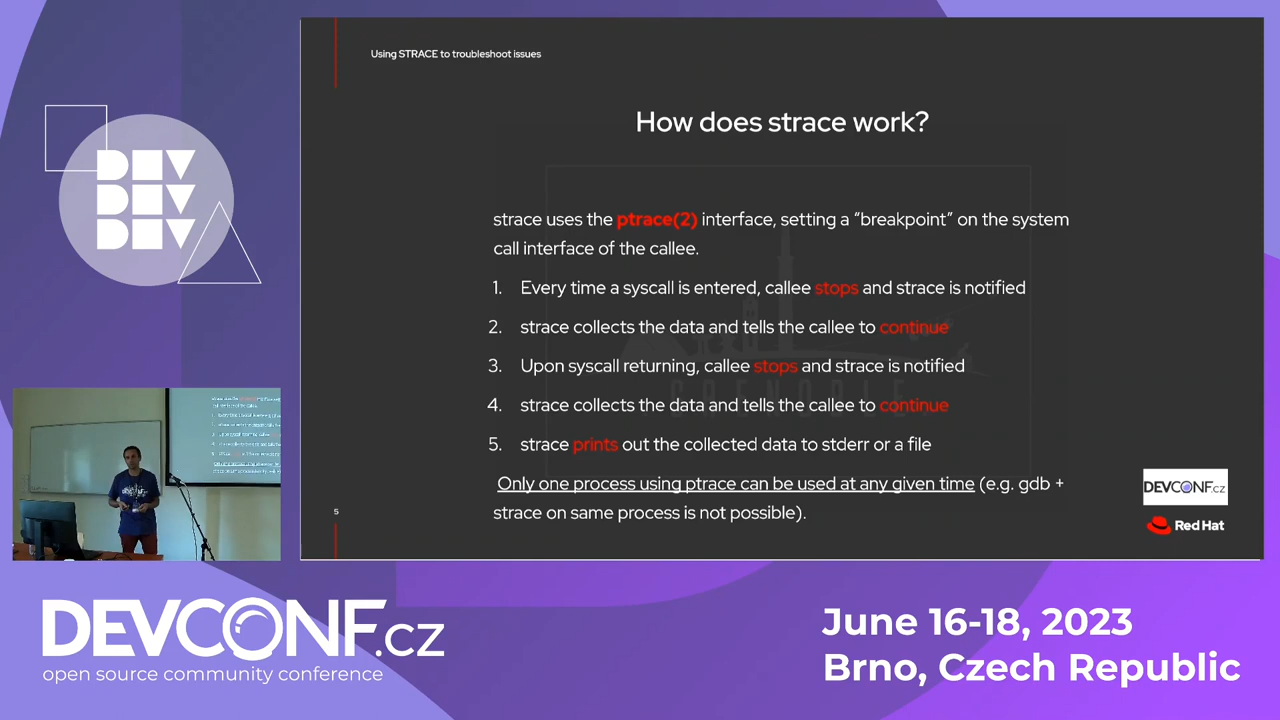 Using STRACE to troubleshoot issues
How does strace work?
strace uses the ptrace(2) interface, setting a “breakpoint” on the system
call interface of the callee.
1. Every time a syscall is entered, callee stops and strace is notified
2. strace collects the data and tells the callee to continue
3. Upon syscall returning, callee stops and strace is notified
4. strace collects the data and tells the callee to continue
5. strace prints out the collected data to stderr or a file
Only one process using ptrace can be used at any given time (e.g. gdb +
strace on same process is not possible).
GRENOBLE
5
DEVCONF.cz
Red Hat
DEV
DEV
DEV
DEVCONF.cz
open source community conference
June 16-18, 2023
Brno, Czech Republic